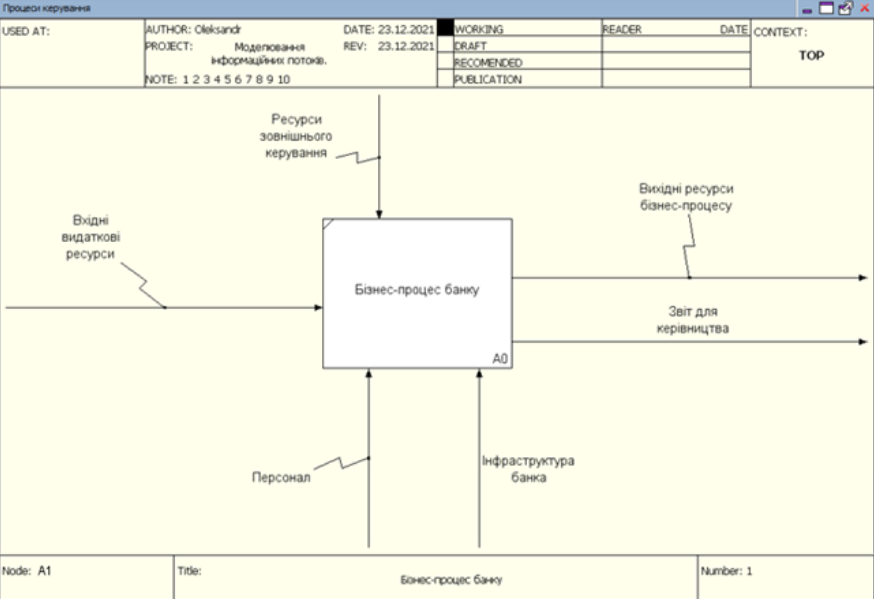 Процеси керування
USED AT:
AUTHOR: Oleksandr
DATE: 23.12.2021
WORKING
READER
DATE
CONTEXT:
PROJECT: Моделювання
REV: 23.12.2021
DRAFT
TOP
інформаційних потоків.
RECOMENDED
NOTE: 1 2 3 4 5 6 7 8 9 10
PUBLICATION
Ресурси
зовнішнього
керування
Вихідні ресурси
бізнес-процесу
Вхідні
видаткові
ресурси
Бізнес-процес банку
A0
Звіт для
керівництва
Персонал
Інфраструктура
банка
Node: A1
Title:
Бізнес-процес банку
Number: 1